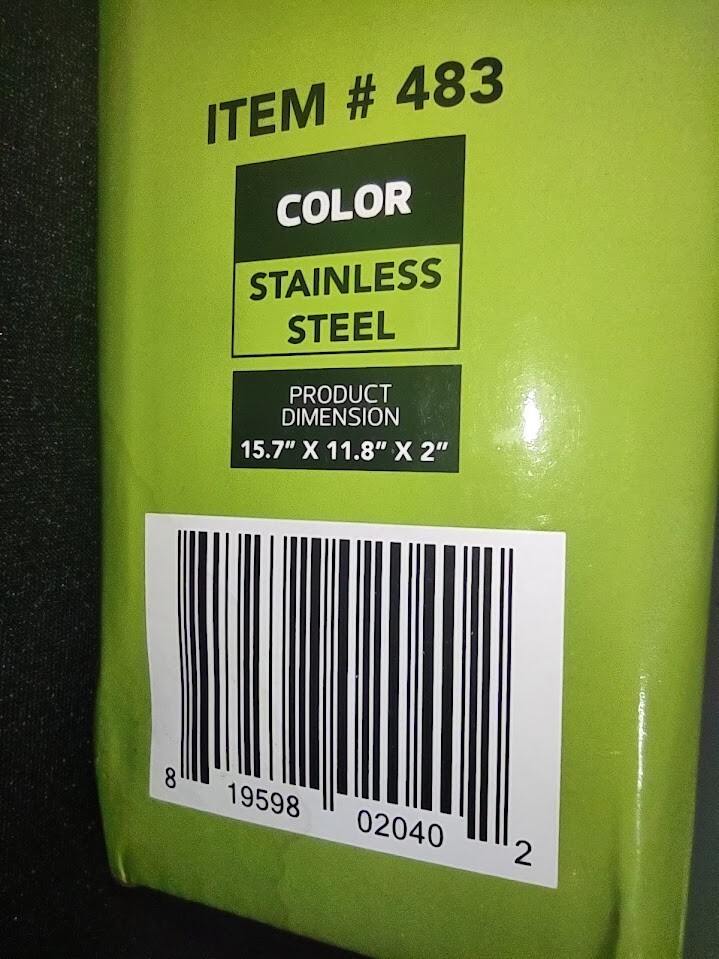 ITEM # 483
COLOR
STAINLESS
STEEL
PRODUCT
DIMENSION
15.7" X 11.8" X 2"
8 19598 02040 2